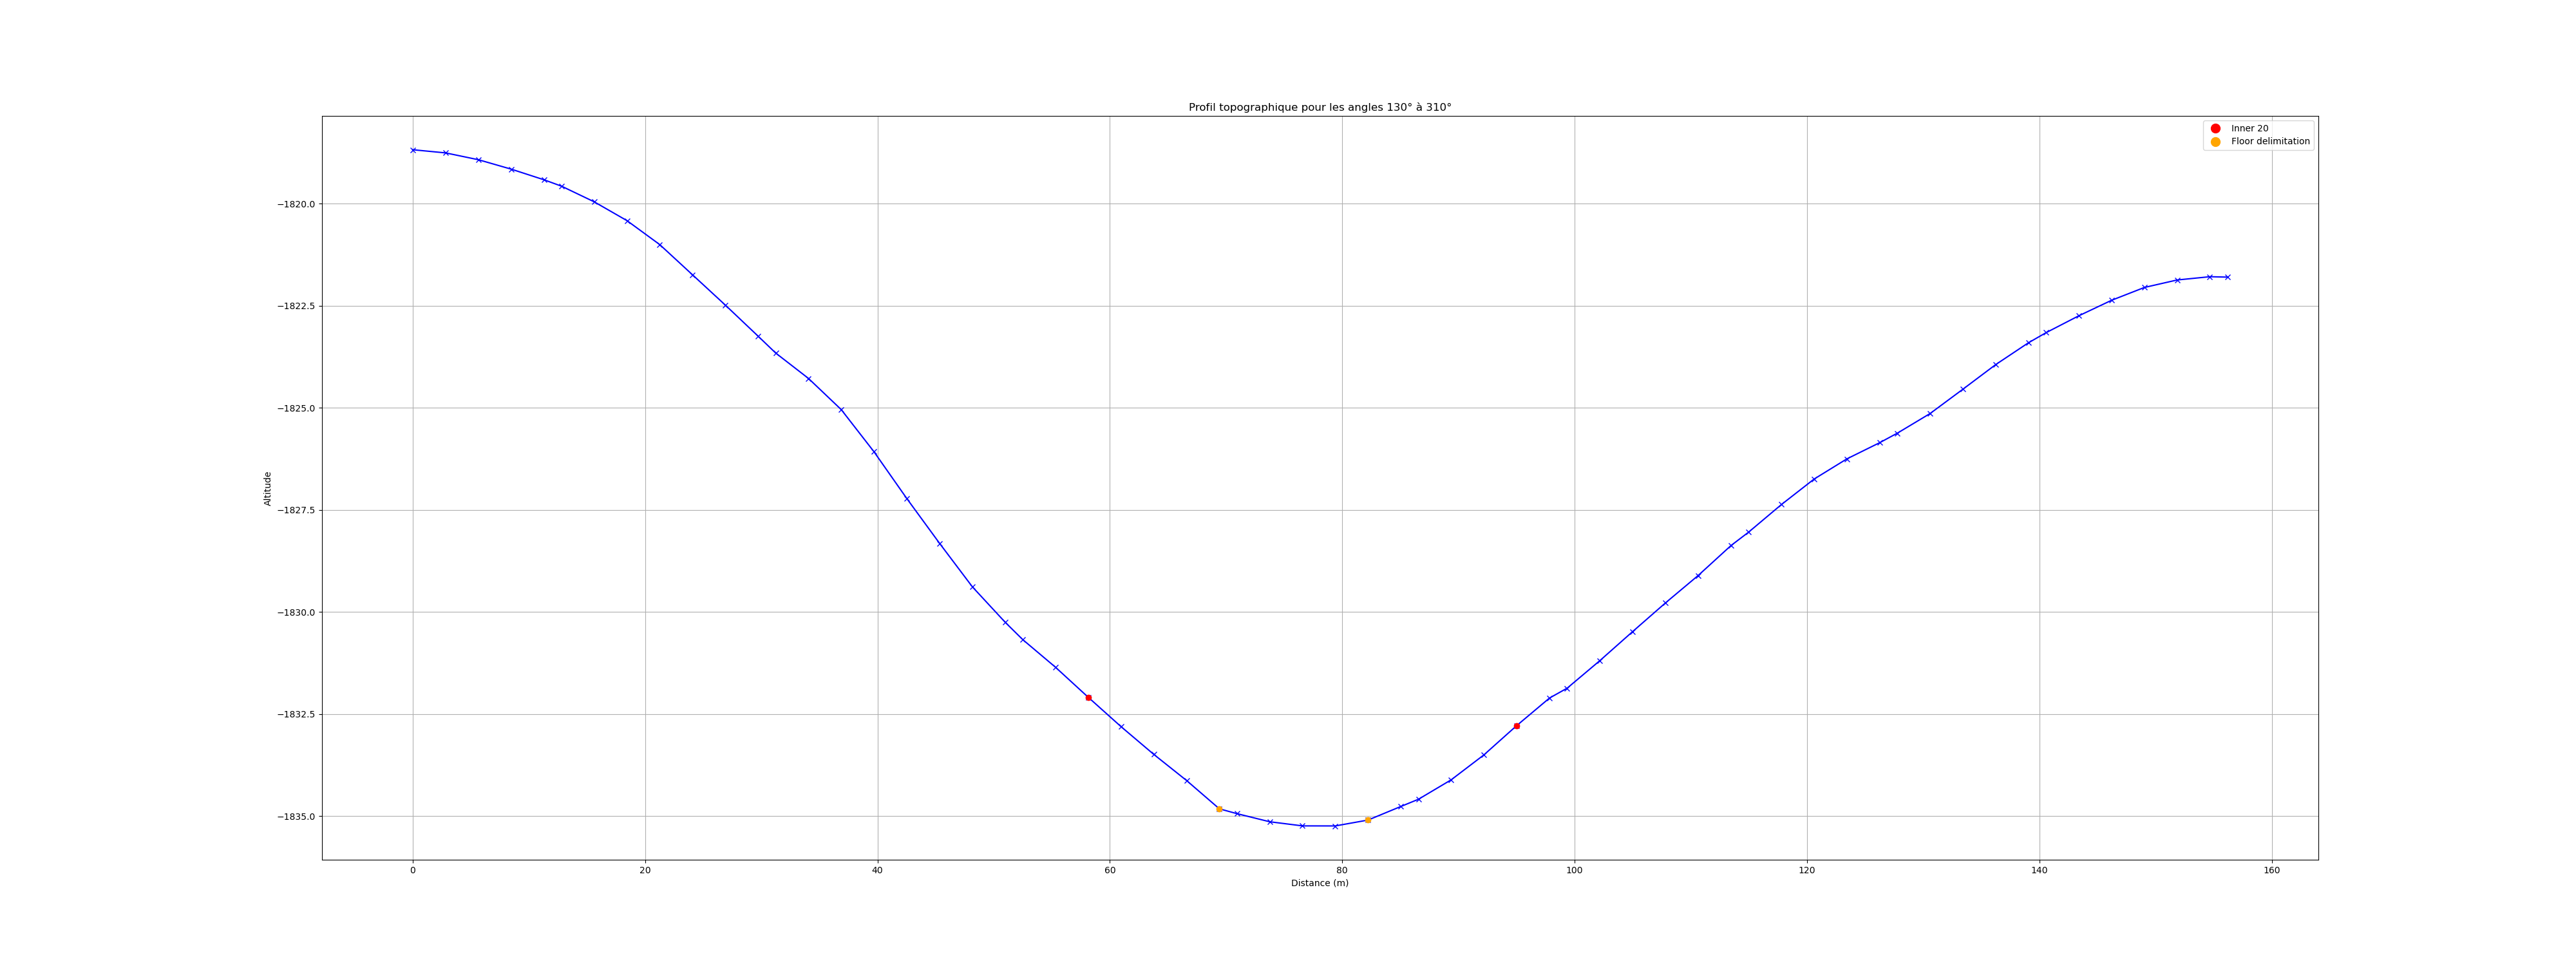 Profil topographique pour les angles 130° à 310°
Inner 20
Floor delimitation
−1820.0
−1822.5
−1825.0
−1827.5
−1830.0
−1832.5
−1835.0
Altitude
0 20 40 60 80 100 120 140 160
Distance (m)